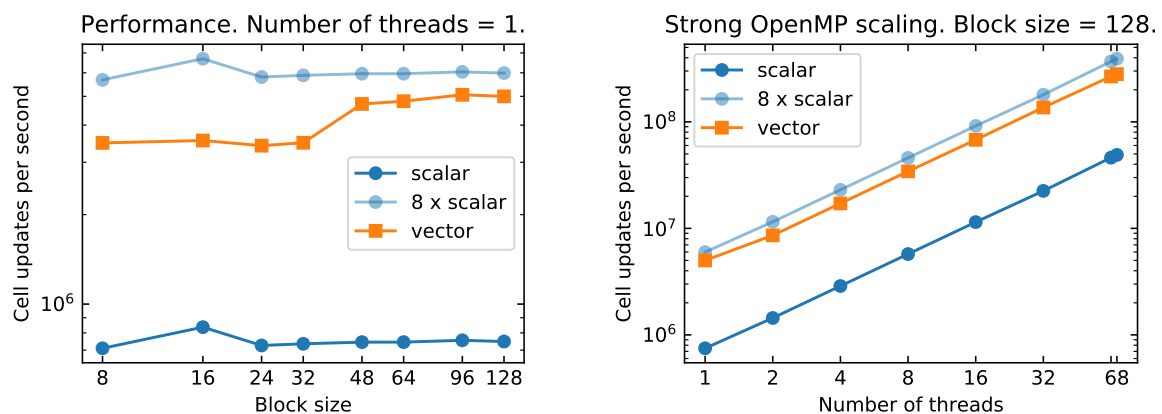 Performance. Number of threads = 1.
Cell updates per second
10^6
scalar
8 x scalar
vector
8 16 24 32 48 64 96 128
Block size
Strong OpenMP scaling. Block size = 128.
Cell updates per second
10^8
10^7
10^6
scalar
8 x scalar
vector
1 2 4 8 16 32 68
Number of threads